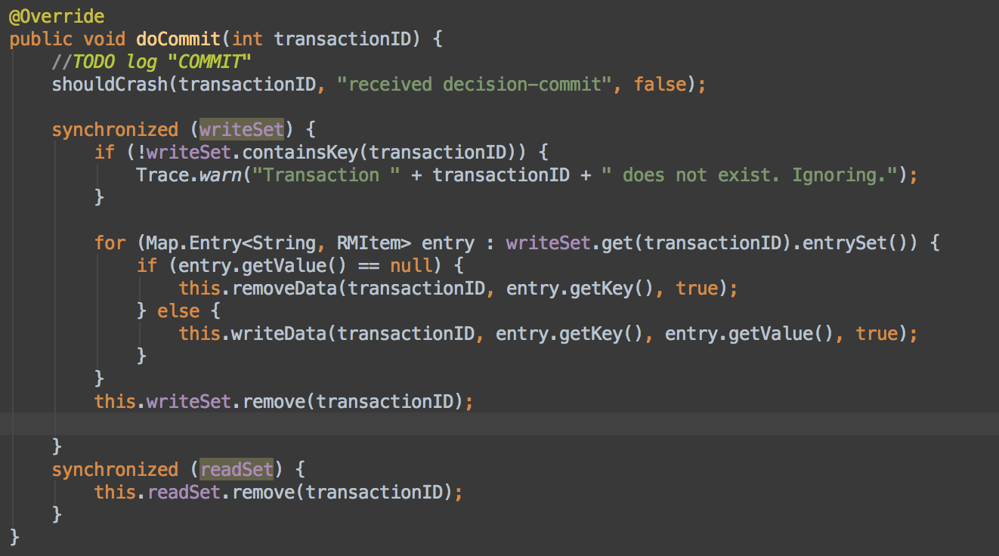 @Override
public void doCommit(int transactionID) {
    //TODO log "COMMIT"
    shouldCrash(transactionID, "received decision-commit", false);

    synchronized (writeSet) {
        if (!writeSet.containsKey(transactionID)) {
            Trace.warn("Transaction " + transactionID + " does not exist. Ignoring.");
        }

        for (Map.Entry<String, RMItem> entry : writeSet.get(transactionID).entrySet()) {
            if (entry.getValue() == null) {
                this.removeData(transactionID, entry.getKey(), true);
            } else {
                this.writeData(transactionID, entry.getKey(), entry.getValue(), true);
            }
        }
        this.writeSet.remove(transactionID);

    }
    synchronized (readSet) {
        this.readSet.remove(transactionID);
    }
}